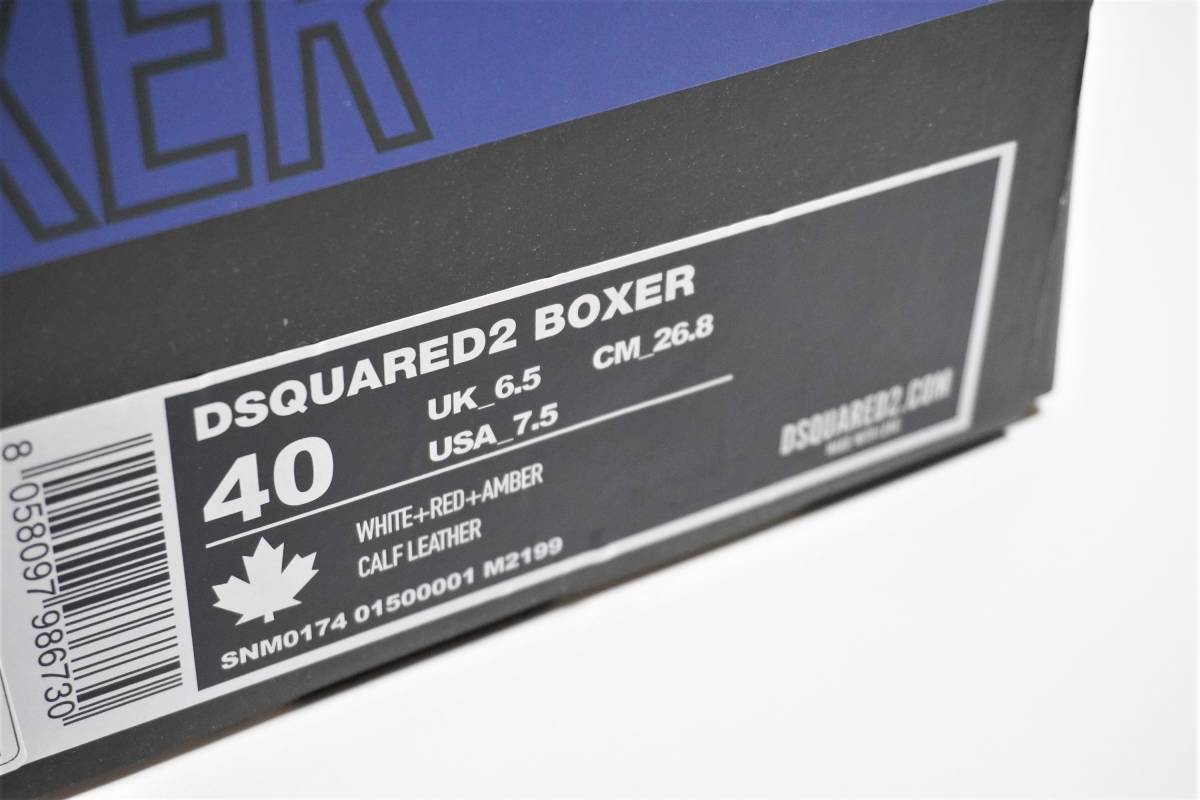 KER
DSQUARED2 BOXER
40
UK_6.5
CM_26.8
USA_7.5
WHITE+RED+AMBER
CALF LEATHER
SNM0174 01500001 M2199
DSQUARED2.COM
8 058097 986730